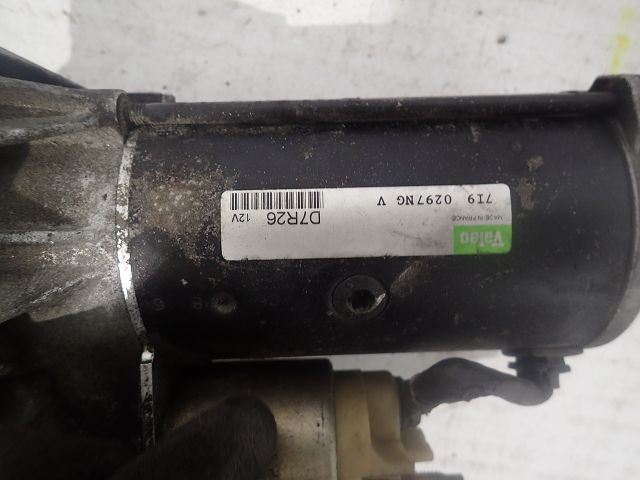 Valeo
MADE IN FRANCE
7I9 0297NG V
D7R26
12V